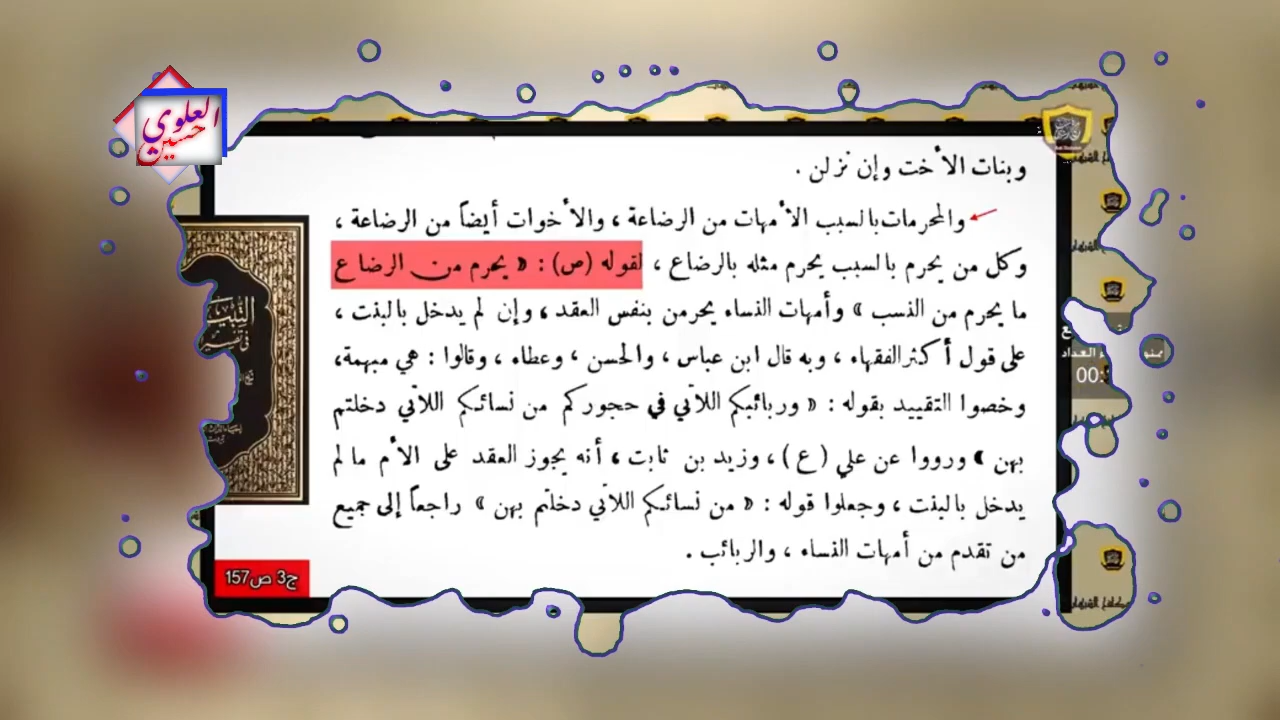 العلوي
حسين
وبنات الأخت وإن نزلن .
والمحرمات بالسبب الأمهات من الرضاعة ، والأخوات أيضاً من الرضاعة ،
وكل من يحرم بالسبب يحرم مثله بالرضاع ، لقوله (ص) : « يحرم من الرضاع
ما يحرم من النسب » وأمهات النساء يحرمن بنفس العقد ، وإن لم يدخل بالبنت ،
على قول أكثر الفقهاء ، وبه قال ابن عباس ، والحسن ، وعطاء ، وقالوا : هي مبهمة،
وخصوا التقييد بقوله : « وربائبكم اللاتي في حجوركم من نسائكم اللاتي دخلتم
بهن » ورووا عن علي ( ع ) ، وزيد بن ثابت ، أنه يجوز العقد على الأم ما لم
يدخل بالبنت ، وجعلوا قوله : « من نسائكم اللاتي دخلتم بهن » راجعاً إلى جميع
من تقدم من أمهات النساء ، والربائب .
ج3 ص157
العداد
00: